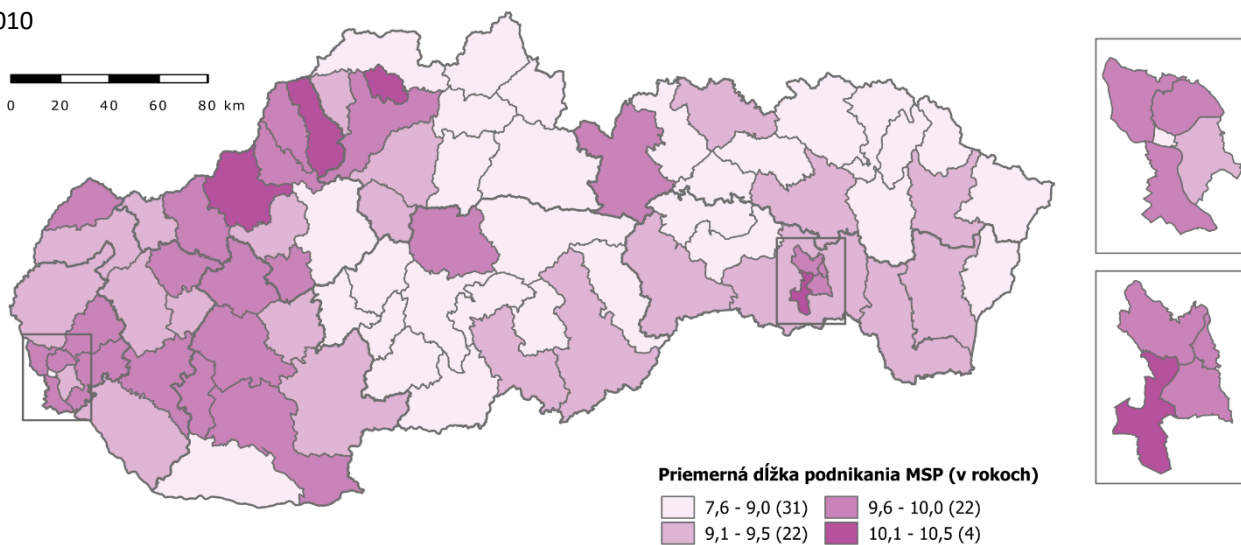 010
0 20 40 60 80 km
Priemerná dĺžka podnikania MSP (v rokoch)
7,6 - 9,0 (31) 9,6 - 10,0 (22)
9,1 - 9,5 (22) 10,1 - 10,5 (4)